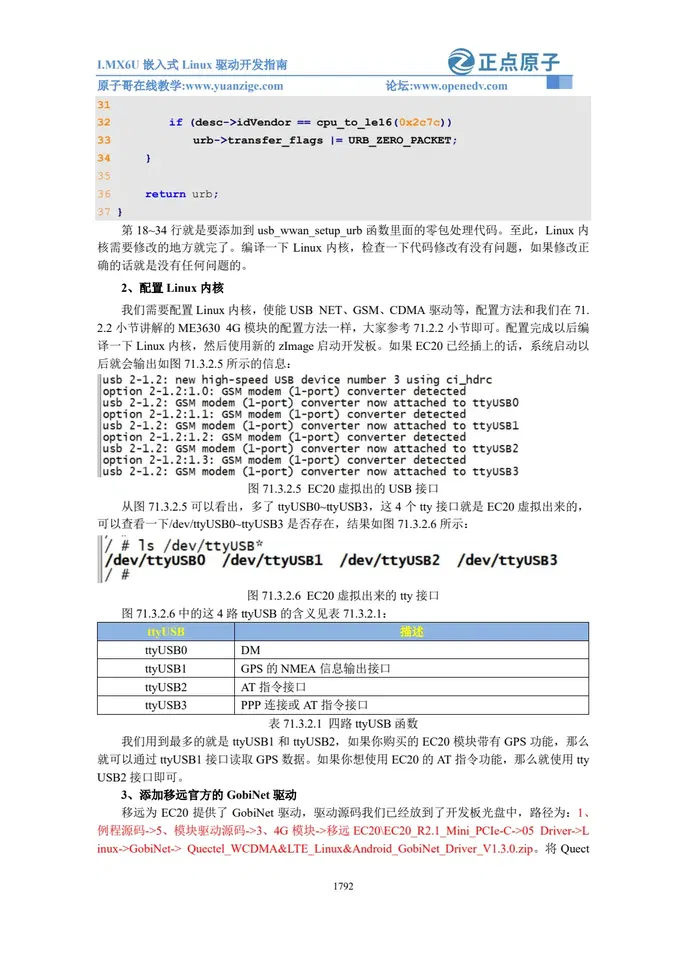 I.MX6U 嵌入式 Linux 驱动开发指南
正点原子
原子哥在线教学:www.yuanzige.com 论坛:www.openedv.com
31
32 if (desc->idVendor == cpu_to_le16(0x2c7c))
33 urb->transfer_flags |= URB_ZERO_PACKET;
34 }
35
36 return urb;
37 }
第 18~34 行就是要添加到 usb_wwan_setup_urb 函数里面的零包处理代码。至此，Linux 内
核需要修改的地方就完了。编译一下 Linux 内核，检查一下代码修改有没有问题，如果修改正
确的话就是没有任何问题的。
2、配置 Linux 内核
我们需要配置 Linux 内核，使能 USB NET、GSM、CDMA 驱动等，配置方法和我们在 71.
2.2 小节讲解的 ME3630 4G 模块的配置方法一样，大家参考 71.2.2 小节即可。配置完成以后编
译一下 Linux 内核，然后使用新的 zImage 启动开发板。如果 EC20 已经插上的话，系统启动以
后就会输出如图 71.3.2.5 所示的信息：
usb 2-1.2: new high-speed USB device number 3 using ci_hdrc
option 2-1.2:1.0: GSM modem (1-port) converter detected
usb 2-1.2: GSM modem (1-port) converter now attached to ttyUSB0
option 2-1.2:1.1: GSM modem (1-port) converter detected
usb 2-1.2: GSM modem (1-port) converter now attached to ttyUSB1
option 2-1.2:1.2: GSM modem (1-port) converter detected
usb 2-1.2: GSM modem (1-port) converter now attached to ttyUSB2
option 2-1.2:1.3: GSM modem (1-port) converter detected
usb 2-1.2: GSM modem (1-port) converter now attached to ttyUSB3
图 71.3.2.5 EC20 虚拟出的 USB 接口
从图 71.3.2.5 可以看出，多了 ttyUSB0~ttyUSB3，这 4 个 tty 接口就是 EC20 虚拟出来的，
可以查看一下/dev/ttyUSB0~ttyUSB3 是否存在，结果如图 71.3.2.6 所示：
/ # ls /dev/ttyUSB*
/dev/ttyUSB0 /dev/ttyUSB1 /dev/ttyUSB2 /dev/ttyUSB3
/ #
图 71.3.2.6 EC20 虚拟出来的 tty 接口
图 71.3.2.6 中的这 4 路 ttyUSB 的含义见表 71.3.2.1：
ttyUSB 描述
ttyUSB0 DM
ttyUSB1 GPS 的 NMEA 信息输出接口
ttyUSB2 AT 指令接口
ttyUSB3 PPP 连接或 AT 指令接口
表 71.3.2.1 四路 ttyUSB 函数
我们用到最多的就是 ttyUSB1 和 ttyUSB2，如果你购买的 EC20 模块带有 GPS 功能，那么
就可以通过 ttyUSB1 接口读取 GPS 数据。如果你想使用 EC20 的 AT 指令功能，那么就使用 tty
USB2 接口即可。
3、添加移远官方的 GobiNet 驱动
移远为 EC20 提供了 GobiNet 驱动，驱动源码我们已经放到了开发板光盘中，路径为：1、
例程源码->5、模块驱动源码->3、4G 模块->移远 EC20\EC20_R2.1_Mini_PCIe-C->05 Driver->L
inux->GobiNet-> Quectel_WCDMA&LTE_Linux&Android_GobiNet_Driver_V1.3.0.zip。将 Quect
1792